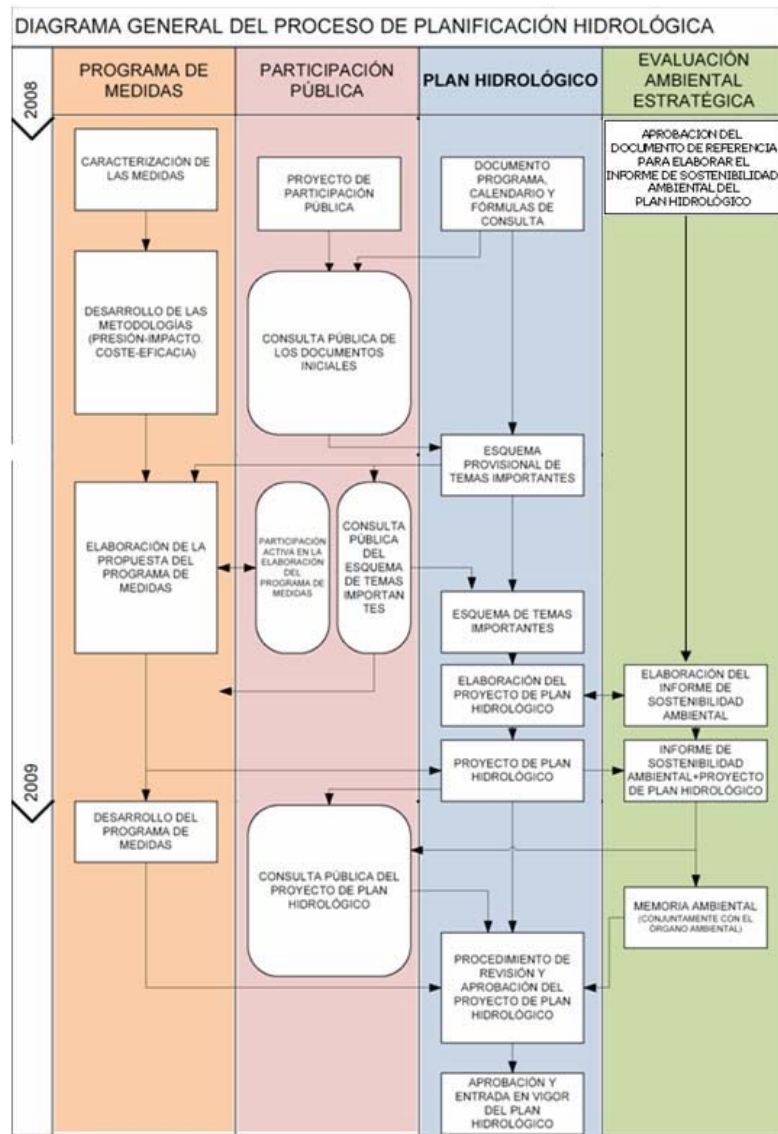 DIAGRAMA GENERAL DEL PROCESO DE PLANIFICACIÓN HIDROLÓGICA
PROGRAMA DE
MEDIDAS
PARTICIPACIÓN
PÚBLICA
PLAN HIDROLÓGICO
EVALUACIÓN
AMBIENTAL
ESTRATÉGICA
2008
CARACTERIZACIÓN DE
LAS MEDIDAS
PROYECTO DE
PARTICIPACIÓN
PÚBLICA
DOCUMENTO
PROGRAMA,
CALENDARIO Y
FÓRMULAS DE
CONSULTA
APROBACION DEL
DOCUMENTO DE REFERENCIA
PARA ELABORAR EL
INFORME DE SOSTENIBILIDAD
AMBIENTAL DEL
PLAN HIDROLÓGICO
DESARROLLO DE LAS
METODOLOGÍAS
(PRESIÓN-IMPACTO.
COSTE-EFICACIA)
CONSULTA PÚBLICA DE
LOS DOCUMENTOS
INICIALES
ESQUEMA
PROVISIONAL DE
TEMAS IMPORTANTES
ELABORACIÓN DE LA
PROPUESTA DEL
PROGRAMA DE
MEDIDAS
PARTICIPACIÓN
ACTIVA EN LA
ELABORACIÓN
DEL
PROGRAMA DE
MEDIDAS
CONSULTA
PÚBLICA
DEL
ESQUEMA
DE TEMAS
IMPORTAN
TES
ESQUEMA DE TEMAS
IMPORTANTES
ELABORACIÓN DEL
PROYECTO DE PLAN
HIDROLÓGICO
ELABORACIÓN DEL
INFORME DE
SOSTENIBILIDAD
AMBIENTAL
2009
PROYECTO DE PLAN
HIDROLÓGICO
INFORME DE
SOSTENIBILIDAD
AMBIENTAL+PROYECTO
DE PLAN HIDROLÓGICO
DESARROLLO DEL
PROGRAMA DE
MEDIDAS
CONSULTA PÚBLICA DEL
PROYECTO DE PLAN
HIDROLÓGICO
MEMORIA AMBIENTAL
(CONJUNTAMENTE CON EL
ÓRGANO AMBIENTAL)
PROCEDIMIENTO DE
REVISIÓN Y
APROBACIÓN DEL
PROYECTO DE PLAN
HIDROLÓGICO
APROBACIÓN Y
ENTRADA EN VIGOR
DEL PLAN
HIDROLÓGICO